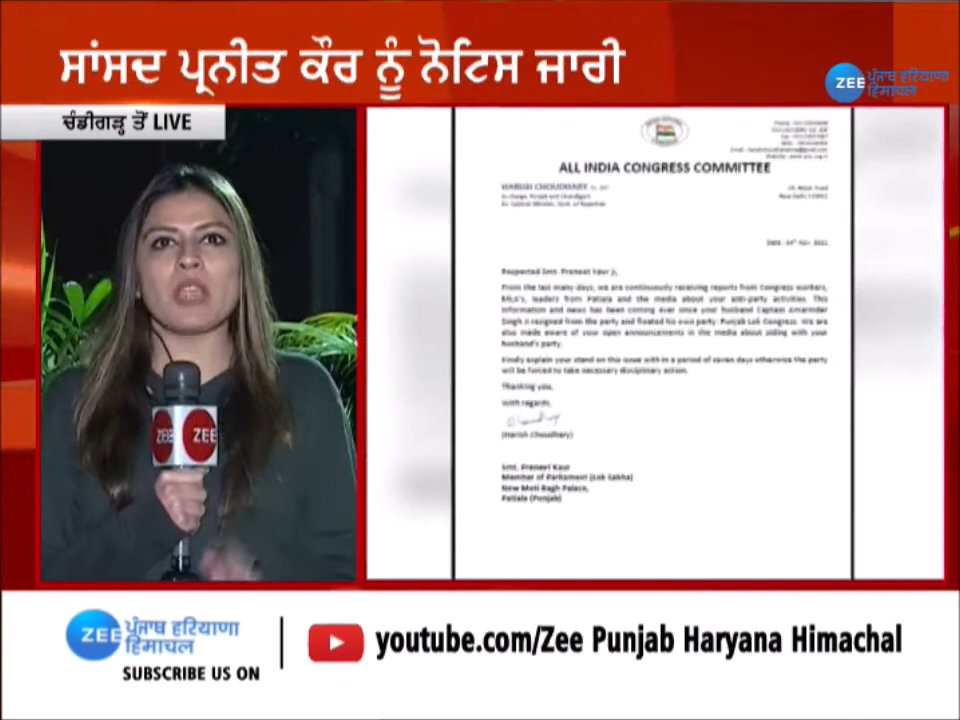 ਸਾਂਸਦ ਪ੍ਰਨੀਤ ਕੌਰ ਨੂੰ ਨੋਟਿਸ ਜਾਰੀ
ZEE ਪੰਜਾਬ ਹਰਿਆਣਾ ਹਿਮਾਚਲ
ਚੰਡੀਗੜ੍ਹ ਤੋਂ LIVE
ALL INDIA CONGRESS COMMITTEE
HARISH CHOUDHARY
In-charge, Punjab and Chandigarh
New Delhi
Respected Smt. Preneet Kaur ji,
From the last many days, we are continuously receiving reports from Congress workers,
MLA's, leaders from Patiala and the media about your anti-party activities. This
information and news has been coming ever since your husband Captain Amarinder
Singh Ji resigned from the party and floated his own party- Punjab Lok Congress. We are
also made aware of your open announcements in the media about siding with your
husband's party.
Kindly explain your stand on this issue with in a period of seven days otherwise the party
will be forced to take necessary disciplinary action.
Thanking you,
With regards,
(Harish Choudhary)
Smt. Preneet Kaur
Member of Parliament (Lok Sabha)
New Moti Bagh Palace,
Patiala (Punjab)
ZEE ZEE
ZEE ਪੰਜਾਬ ਹਰਿਆਣਾ
ਹਿਮਾਚਲ
SUBSCRIBE US ON
youtube.com/Zee Punjab Haryana Himachal